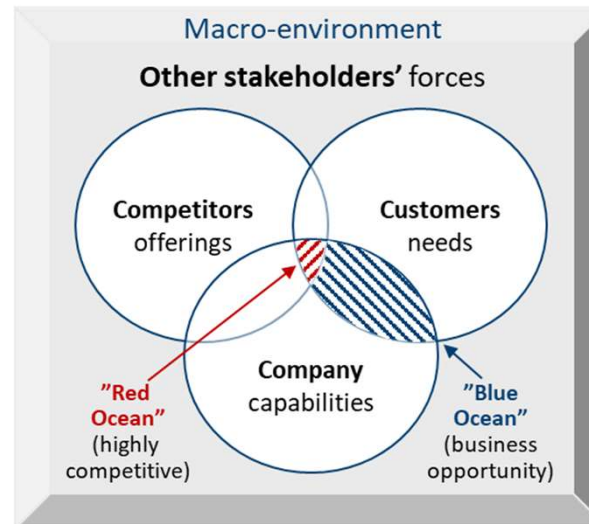 Macro-environment
Other stakeholders’ forces
Competitors
offerings
Customers
needs
Company
capabilities
”Red
Ocean”
(highly
competitive)
”Blue
Ocean”
(business
opportunity)